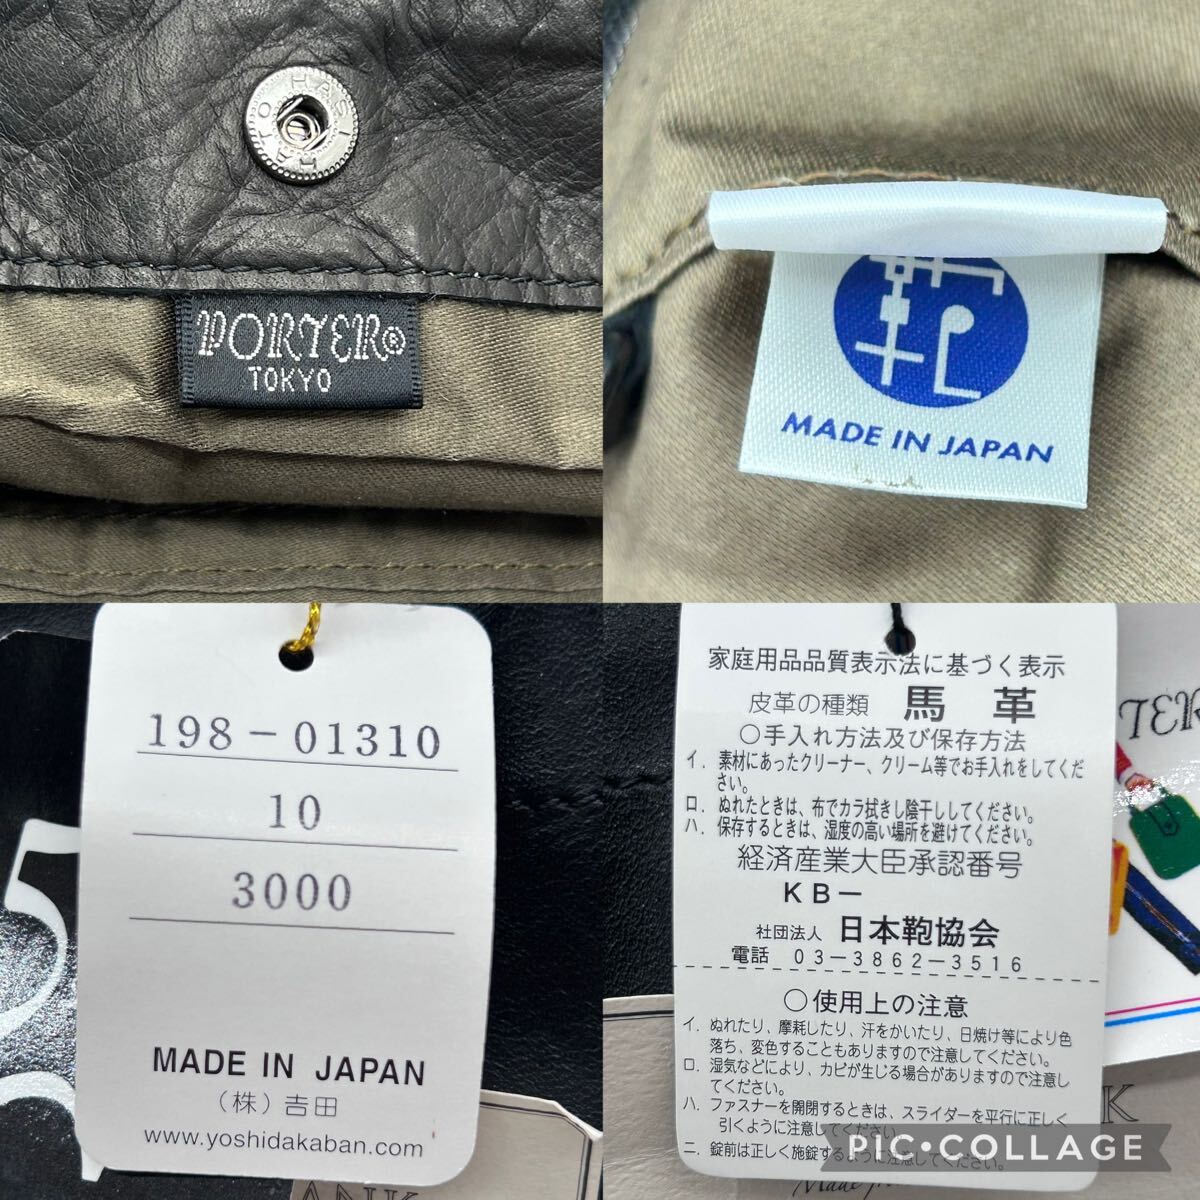 HASI
HATO
PORTER®
TOKYO
MADE IN JAPAN
198-01310
10
3000
MADE IN JAPAN
(株)吉田
www.yoshidakaban.com
家庭用品品質表示法に基づく表示
皮革の種類 馬革
○手入れ方法及び保存方法
イ. 素材にあったクリーナー、クリーム等でお手入れをしてくだ
さい。
ロ. ぬれたときは、布でカラ拭きし陰干ししてください。
ハ. 保存するときは、湿度の高い場所を避けてください。
経済産業大臣承認番号
KB-
社団法人 日本鞄協会
電話 03-3862-3516
○使用上の注意
イ. ぬれたり、摩耗したり、汗をかいたり、日焼け等により色
落ち、変色することもありますので注意してください。
ロ. 湿気などにより、カビが生じる場合がありますので注意し
てください。
ハ. ファスナーを開閉するときは、スライダーを平行に正しく
引くように注意してください。
ニ. 錠前は正しく施錠するように注意してください。
TER
PIC•COLLAGE